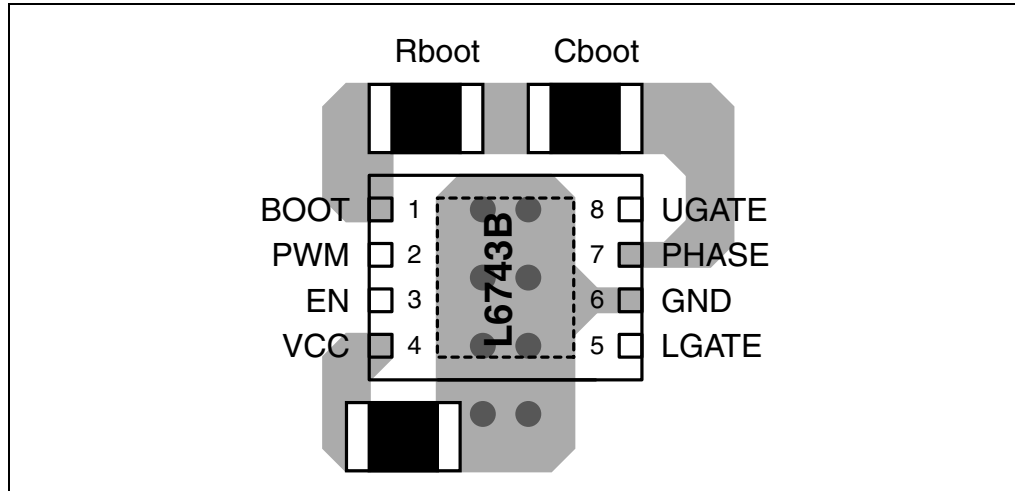 Rboot Cboot
BOOT 1 8 UGATE
PWM 2 7 PHASE
EN 3 6 GND
VCC 4 5 LGATE
L6743B